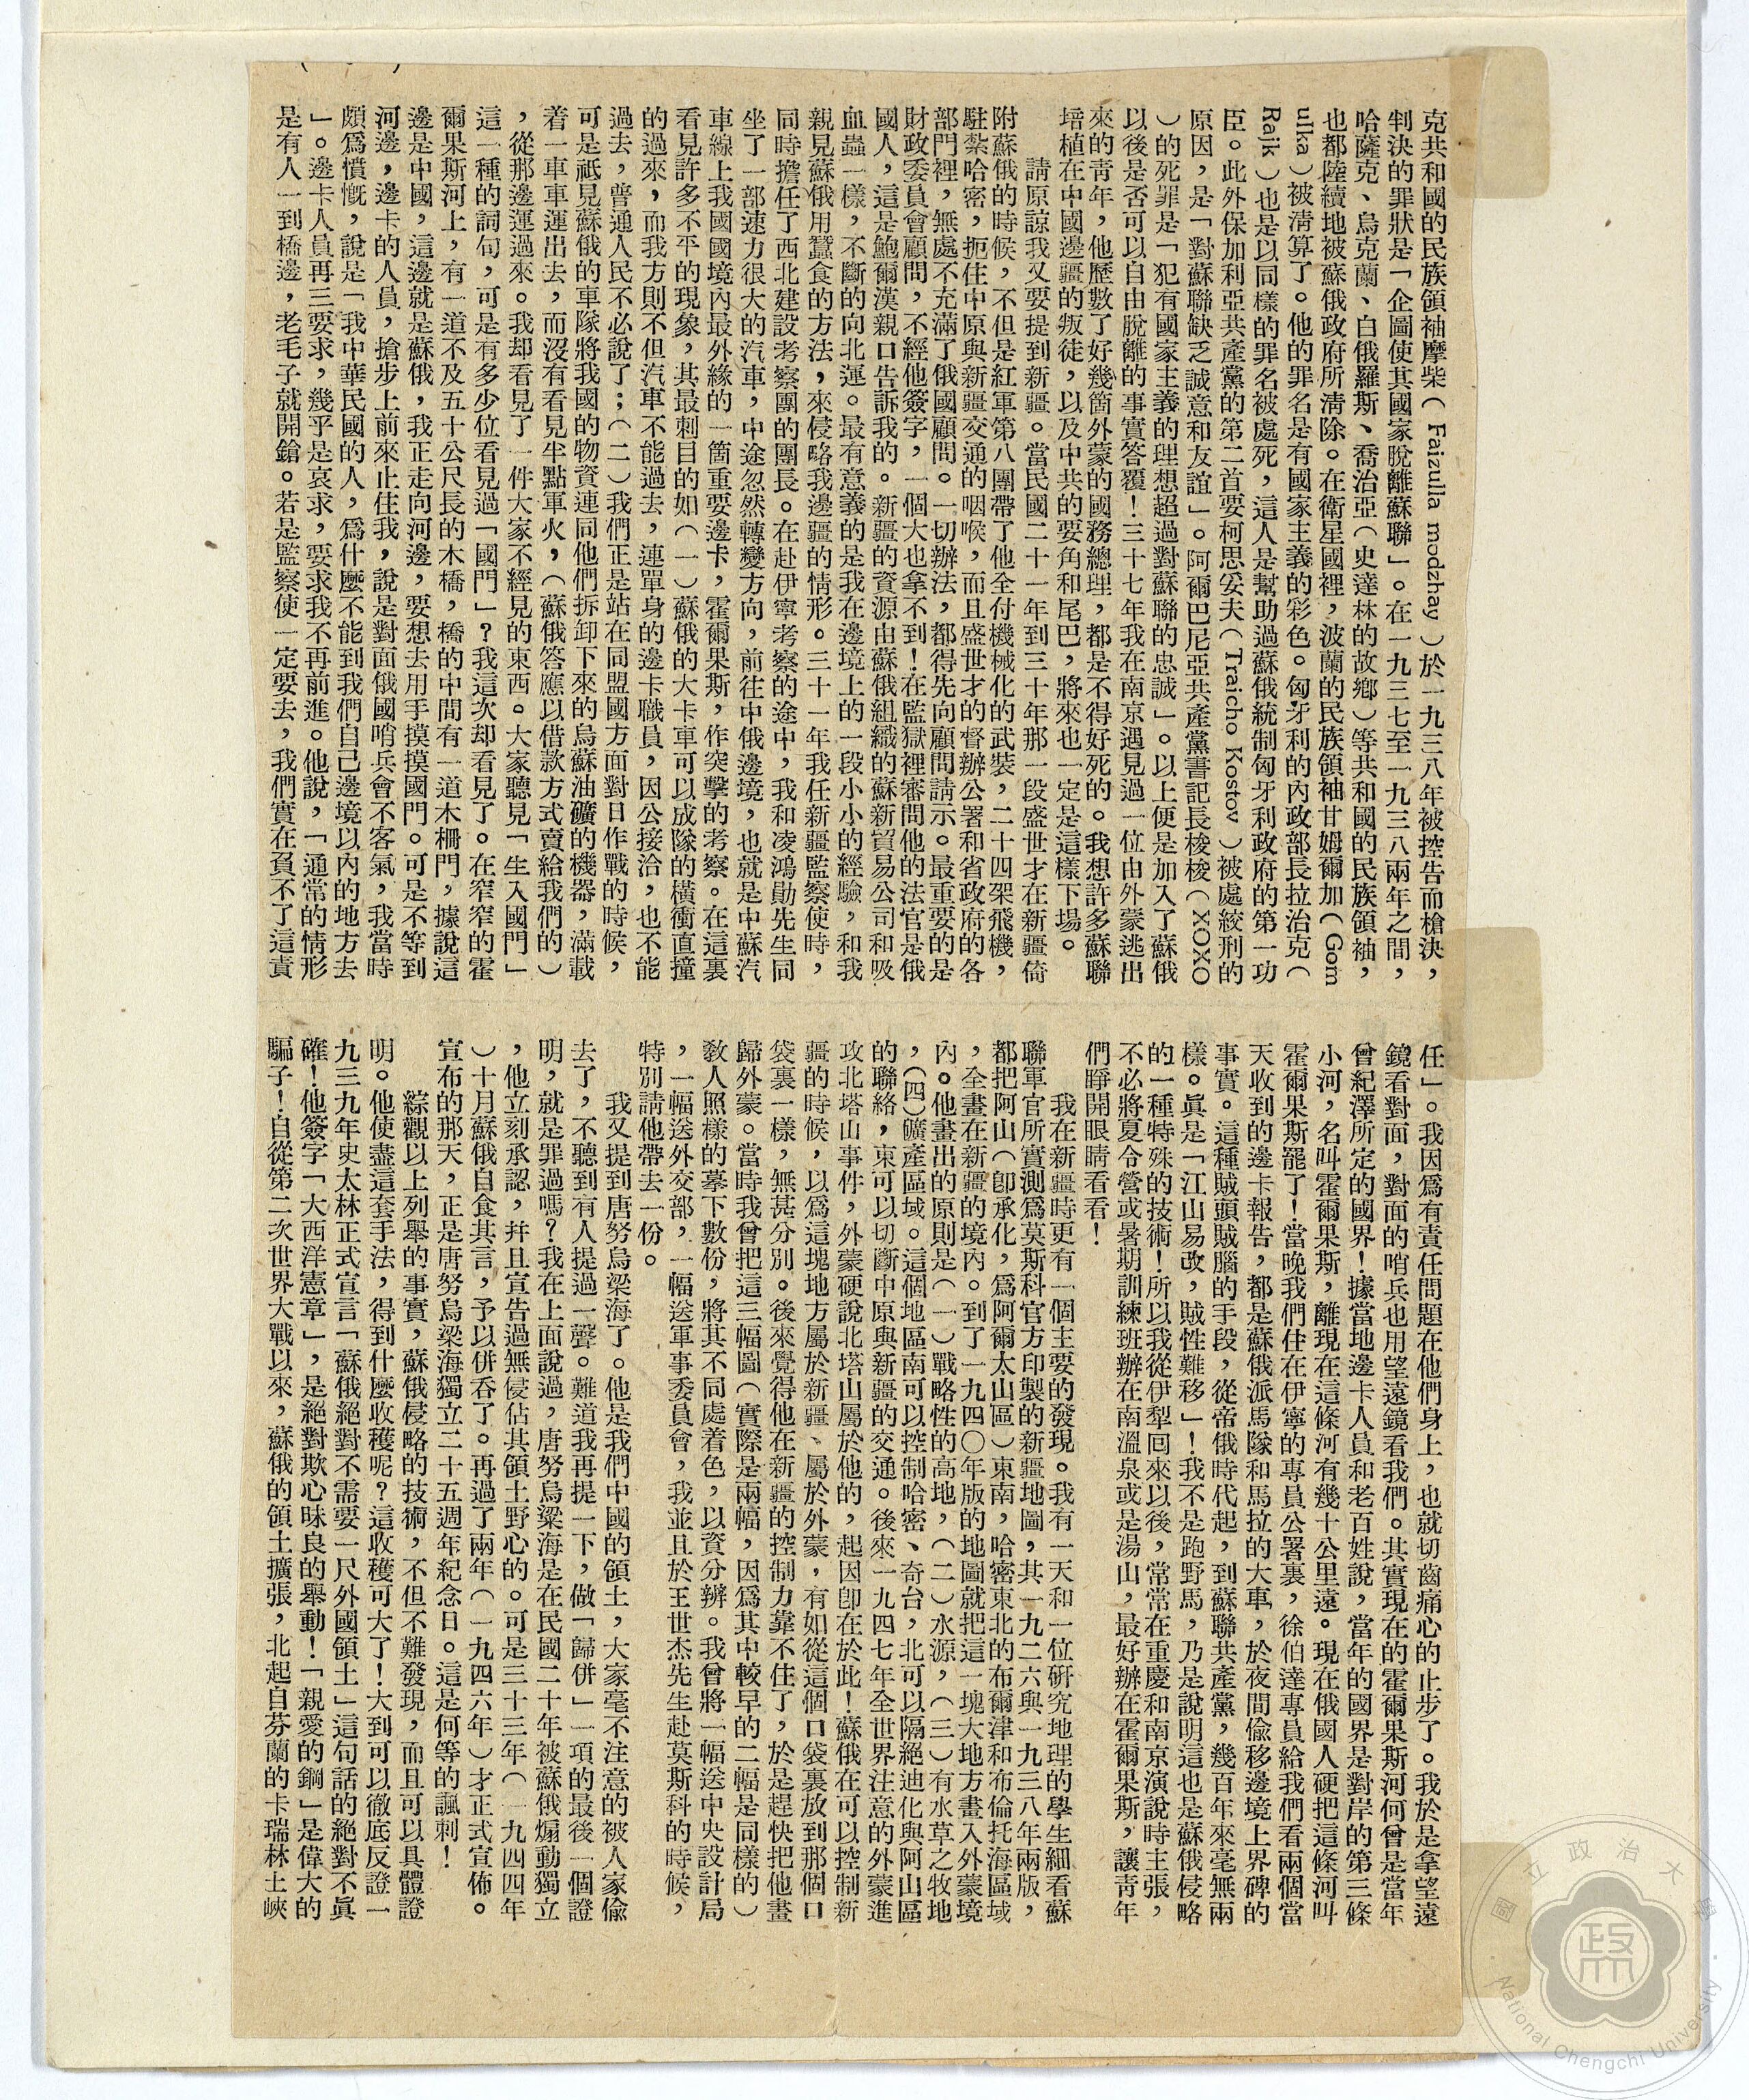 克共和國的民族領袖摩柴（Faizulla modzhay）於一九三八年被控告而槍決，
判決的罪狀是「企圖使其國家脫離蘇聯」。在一九三七至一九三八兩年之間，
哈薩克、烏克蘭、白俄羅斯、喬治亞（史達林的故鄉）等共和國的民族領袖，
也都陸續地被蘇俄政府所清除。在衛星國裡，波蘭的民族領袖甘姆爾加（Gom
ulka）被清算了。他的罪名是有國家主義的彩色。匈牙利的內政部長拉治克（
Rajk）也是以同樣的罪名被處死，這人是幫助過蘇俄統制匈牙利政府的第一功
臣。此外保加利亞共產黨的第二首要柯思妥夫（Traicho Kostov）被處絞刑的
原因，是「對蘇聯缺乏誠意和友誼」。阿爾巴尼亞共產黨書記長梭梭（XOXO
）的死罪是「犯有國家主義的理想超過對蘇聯的忠誠」。以上便是加入了蘇俄
以後是否可以自由脫離的事實答覆！三十七年我在南京遇見過一位由外蒙逃出
來的青年，他歷數了好幾箇外蒙的國務總理，都是不得好死的。我想許多蘇聯
培植在中國邊疆的叛徒，以及中共的要角和尾巴，將來也一定是這樣下場。
請原諒我又要提到新疆。當民國二十一年到三十年那一段盛世才在新疆倚
附蘇俄的時候，不但是紅軍第八團帶了他全付機械化的武裝，二十四架飛機，
駐紮哈密，扼住中原與新疆交通的咽喉，而且盛世才的督辦公署和省政府的各
部門裡，無處不充滿了俄國顧問。一切辦法，都得先向顧問請示。最重要的是
財政委員會顧問，不經他簽字，一個大也拿不到！在監獄裡審問他的法官是俄
國人，這是鮑爾漢親口告訴我的。新疆的資源由蘇俄組織的蘇新貿易公司和吸
血蟲一樣，不斷的向北運。最有意義的是我在邊境上的一段小小的經驗，和我
親見蘇俄用蠶食的方法，來侵略我邊疆的情形。三十一年我任新疆監察使時，
同時擔任了西北建設考察團的團長。在赴伊寧考察的途中，我和凌鴻勛先生同
坐了一部速力很大的汽車，中途忽然轉變方向，前往中俄邊境，也就是中蘇汽
車線上我國國境內最外緣的一箇重要邊卡，霍爾果斯，作突擊的考察。在這裏
看見許多不平的現象，其最刺目的如（一）蘇俄的大卡車可以成隊的橫衝直撞
的過來，而我方則不但汽車不能過去，連單身的邊卡職員，因公接洽，也不能
過去，普通人民不必說了；（二）我們正是站在同盟國方面對日作戰的時候，
可是祇見蘇俄的車隊將我國的物資連同他們拆卸下來的烏蘇油礦的機器，滿載
着一車車運出去，而沒有看見半點軍火，（蘇俄答應以借款方式賣給我們的）
，從那邊運過來。我却看見了一件大家不經見的東西。大家聽見「生入國門」
這一種的詞句，可是有多少位看見過「國門」？我這次却看見了。在窄窄的霍
爾果斯河上，有一道不及五十公尺長的木橋，橋的中間有一道木柵門，據說這
邊是中國，這邊就是蘇俄，我正走向河邊，要想去用手摸摸國門。可是不等到
河邊，邊卡的人員，搶步上前來止住我，說是對面俄國哨兵會不客氣，我當時
頗爲憤慨，說是「我中華民國的人，爲什麼不能到我們自己邊境以內的地方去
」。邊卡人員再三要求，幾乎是哀求，要求我不再前進。他說，「通常的情形
是有人一到橋邊，老毛子就開鎗。若是監察使一定要去，我們實在負不了這責
任」。我因爲有責任問題在他們身上，也就切齒痛心的止步了。我於是拿望遠
鏡看對面，對面的哨兵也用望遠鏡看我們。其實現在的霍爾果斯河何曾是當年
曾紀澤所定的國界！據當地邊卡人員和老百姓說，當年的國界是對岸的第三條
小河，名叫霍爾果斯，離現在這條河有幾十公里遠。現在俄國人硬把這條河叫
霍爾果斯罷了！當晚我們住在伊寧的專員公署裏，徐伯達專員給我們看兩個當
天收到的邊卡報告，都是蘇俄派馬隊和馬拉的大車，於夜間偸移邊境上界碑的
事實。這種賊頭賊腦的手段，從帝俄時代起，到蘇聯共產黨，幾百年來毫無兩
樣。眞是「江山易改，賊性難移」！我不是跑野馬，乃是說明這也是蘇俄侵略
的一種特殊的技術！所以我從伊犁回來以後，常常在重慶和南京演說時主張，
不必將夏令營或暑期訓練班辦在南溫泉或是湯山，最好辦在霍爾果斯，讓青年
們睜開眼睛看看！
我在新疆時更有一個主要的發現。我有一天和一位研究地理的學生細看蘇
聯軍官所實測爲莫斯科官方印製的新疆地圖，其一九二六與一九三八年兩版，
都把阿山（卽承化，爲阿爾太山區）東南，哈密東北的布爾津和布倫托海區域
，全畫在新疆的境內。到了一九四〇年版的地圖就把這一塊大地方畫入外蒙境
內。他畫出的原則是（一）戰略性的高地，（二）水源，（三）有水草之牧地
，（四）礦產區域。這個地區南可以控制哈密、奇台，北可以隔絕迪化與阿山區
的聯絡，東可以切斷中原與新疆的交通。後來一九四七年全世界注意的外蒙進
攻北塔山事件，外蒙硬說北塔山屬於他的，起因卽在於此！蘇俄在可以控制新
疆的時候，以爲這塊地方屬於新疆、屬於外蒙，有如從這個口袋裏放到那個口
袋裏一樣，無甚分別。後來覺得他在新疆的控制力靠不住了，於是趕快把他畫
歸外蒙。當時我曾把這三幅圖（實際是兩幅，因爲其中較早的二幅是同樣的）
教人照樣的摹下數份，將其不同處着色，以資分辨。我曾將一幅送中央設計局
，一幅送外交部，一幅送軍事委員會，我並且於王世杰先生赴莫斯科的時候，
特別請他帶去一份。
我又提到唐努烏梁海了。他是我們中國的領土，大家毫不注意的被人家偸
去了，不聽到有人提過一聲。難道我再提一下，做「歸併」一項的最後一個證
明，就是罪過嗎？我在上面說過，唐努烏梁海是在民國二十年被蘇俄煽動獨立
，他立刻承認，幷且宣告過無侵佔其領土野心的。可是三十三年（一九四四年
）十月蘇俄自食其言，予以併吞了。再過了兩年（一九四六年）才正式宣佈。
宣布的那天，正是唐努烏梁海獨立二十五週年紀念日。這是何等的諷刺！
綜觀以上列舉的事實，蘇俄侵略的技術，不但不難發現，而且可以具體證
明。他使盡這套手法，得到什麼收穫呢？這收穫可大了！大到可以徹底反證一
九三九年史太林正式宣言「蘇俄絕對不需要一尺外國領土」這句話的絕對不眞
確！他簽字「大西洋憲章」，是絕對欺心昧良的舉動！「親愛的鋼」是偉大的
騙子！自從第二次世界大戰以來，蘇俄的領土擴張，北起自芬蘭的卡瑞林土峽
國立政治大學
National Chengchi University